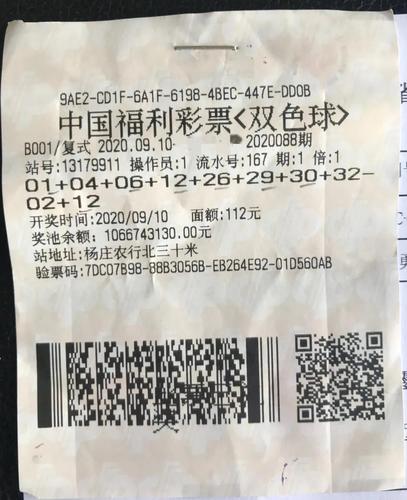 9AE2-CD1F-6A1F-6198-4BEC-447E-DD0B
中国福利彩票<双色球>
B001/复式 2020.09.10- 2020088期
站号:13179911 操作员:1 流水号:167 期:1 倍:1
01+04+06+12+26+29+30+32-
02+12
开奖时间:2020/09/10 面额:112元
奖池余额: 1066743130.00元
站地址:杨庄农行北三十米
验票码:7DC07B98-88B3056B-EB264E92-01D560AB